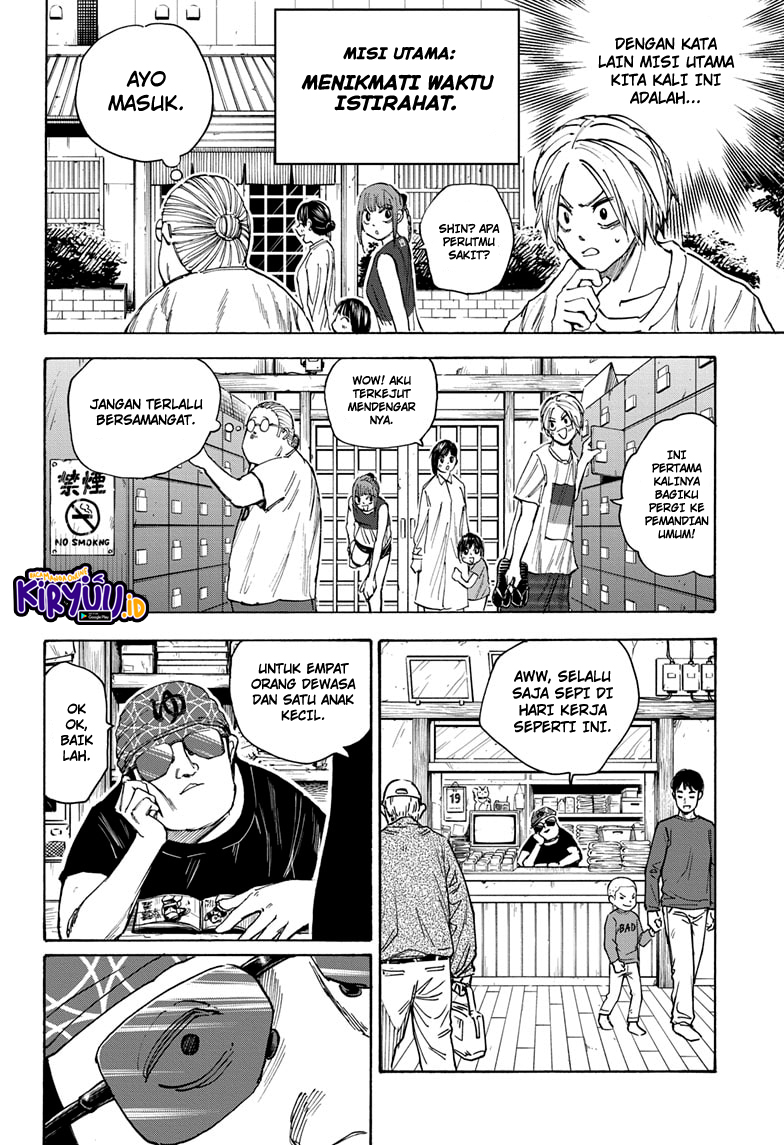 DENGAN KATA
LAIN MISI UTAMA
KITA KALI INI
ADALAH...
MISI UTAMA:
MENIKMATI WAKTU
ISTIRAHAT.
AYO
MASUK.
SHIN? APA
PERUTMU
SAKIT?
INI
PERTAMA
KALINYA
BAGIKU
PERGI KE
PEMANDIAN
UMUM!
WOW! AKU
TERKEJUT
MENDENGAR
NYA.
JANGAN TERLALU
BERSAMANGAT.
禁煙
NO SMOKNG
KIRYUU.id
AWW, SELALU
SAJA SEPI DI
HARI KERJA
SEPERTI INI.
19
BAD
UNTUK EMPAT
ORANG DEWASA
DAN SATU ANAK
KECIL.
ゆ
OK
OK,
BAIK
LAH.